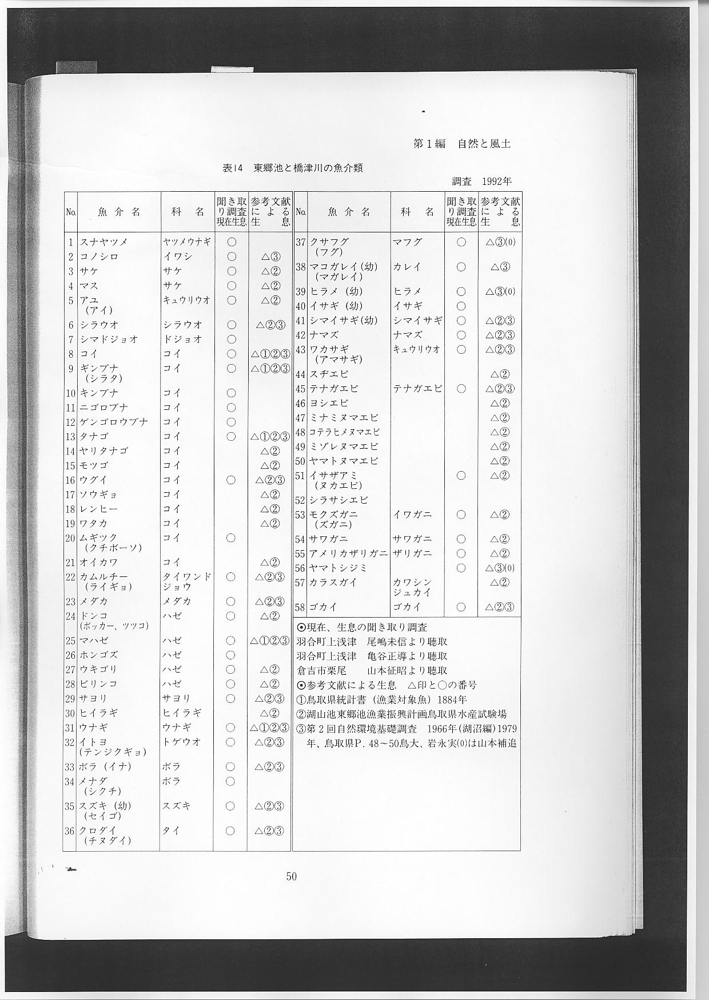 第1編　自然と風土
表14　東郷池と橋津川の魚介類
調査　1992年
No. 魚介名 科名 聞き取り調査現在生息 参考文献による生息
1 スナヤツメ ヤツメウナギ ○
2 コノシロ イワシ ○ △③
3 サケ サケ ○ △②
4 マス サケ ○ △②
5 アユ キュウリウオ ○ △②
(アイ)
6 シラウオ シラウオ ○ △②③
7 シマドジョオ ドジョオ ○
8 コイ コイ ○ △①②③
9 ギンブナ コイ ○ △①②③
(シラタ)
10 キンブナ コイ ○
11 ニゴロブナ コイ ○
12 ゲンゴロウブナ コイ ○
13 タナゴ コイ ○ △①②③
14 ヤリタナゴ コイ △②
15 モツゴ コイ △②
16 ウグイ コイ ○ △②③
17 ソウギョ コイ △②
18 レンヒー コイ △②
19 ワタカ コイ △②
20 ムギツク コイ ○
(クチボーソ)
21 オイカワ コイ △②
22 カムルチー タイワンド ○ △②③
(ライギョ) ジョウ
23 メダカ メダカ ○ △②③
24 ドンコ ハゼ ○ △②
(ボッカー、ツツコ)
25 マハゼ ハゼ ○ △①②③
26 ホンゴズ ハゼ ○
27 ウキゴリ ハゼ ○ △②
28 ビリンコ ハゼ ○ △②
29 サヨリ サヨリ ○ △②③
30 ヒイラギ ヒイラギ △②
31 ウナギ ウナギ ○ △①②③
32 イトヨ トゲウオ ○ △②③
(テンジクギョ)
33 ボラ (イナ) ボラ ○ △②③
34 メナダ ボラ ○
(シクチ)
35 スズキ (幼) スズキ ○ △②③
(セイゴ)
36 クロダイ タイ ○ △②③
(チヌダイ)
No. 魚介名 科名 聞き取り調査現在生息 参考文献による生息
37 クサフグ マフグ ○ △③(0)
(フグ)
38 マコガレイ(幼) カレイ ○ △③
(マガレイ)
39 ヒラメ (幼) ヒラメ ○ △③(0)
40 イサギ (幼) イサギ ○
41 シマイサギ(幼) シマイサギ ○ △②③
42 ナマズ ナマズ ○ △②③
43 ワカサギ キュウリウオ ○ △②③
(アマサギ)
44 スヂエビ △②
45 テナガエビ テナガエビ ○ △②③
46 ヨシエビ △②
47 ミナミヌマエビ △②
48 コテラヒメヌマエビ △②
49 ミゾレヌマエビ △②
50 ヤマトヌマエビ △②
51 イサザアミ ○ △②
(ヌカエビ)
52 シラサシエビ
53 モクズガニ イワガニ ○ △②
(ズガニ)
54 サワガニ サワガニ ○ △②
55 アメリカザリガニ ザリガニ ○ △②
56 ヤマトシジミ ○ △③(0)
57 カラスガイ カワシン △②
ジュカイ
58 ゴカイ ゴカイ ○ △②③
⊙現在、生息の聞き取り調査
羽合町上浅津　尾嶋未信より聴取
羽合町上浅津　亀谷正導より聴取
倉吉市栗尾　　山本征昭より聴取
⊙参考文献による生息　△印と○の番号
①鳥取県統計書（漁業対象魚）1884年
②湖山池東郷池漁業振興計画鳥取県水産試験場
③第2回自然環境基礎調査　1966年(湖沼編)1979
年、鳥取県P. 48～50鳥大、岩永実(0)は山本補追
50